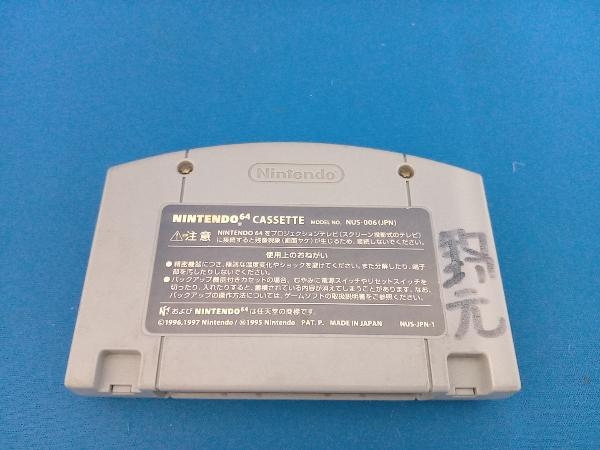 Nintendo
NINTENDO64 CASSETTE MODEL NO. NUS-006(JPN)
⚠注意 NINTENDO 64 をプロジェクションテレビ(スクリーン投影式のテレビ)
に接続すると残像現象(画面ヤケ)が生じるため、接続しないでください。
使用上のおねがい
●精密機器につき、極端な温度変化やショックを避けてください。また分解したり、端子
部を汚したりしないでください。
●バックアップ機能付きカセットの場合、むやみに電源スイッチやリセットスイッチを
切ったり、入れたりすると、蓄積されている内容が消えてしまうことがあります。なお、
バックアップの操作方法については、ゲームソフトの取扱説明書をご参照ください。
および NINTENDO64 は任天堂の商標です。
©1996,1997 Nintendo/Ⓜ1995 Nintendo PAT. P. MADE IN JAPAN NUS-JPN-1
元